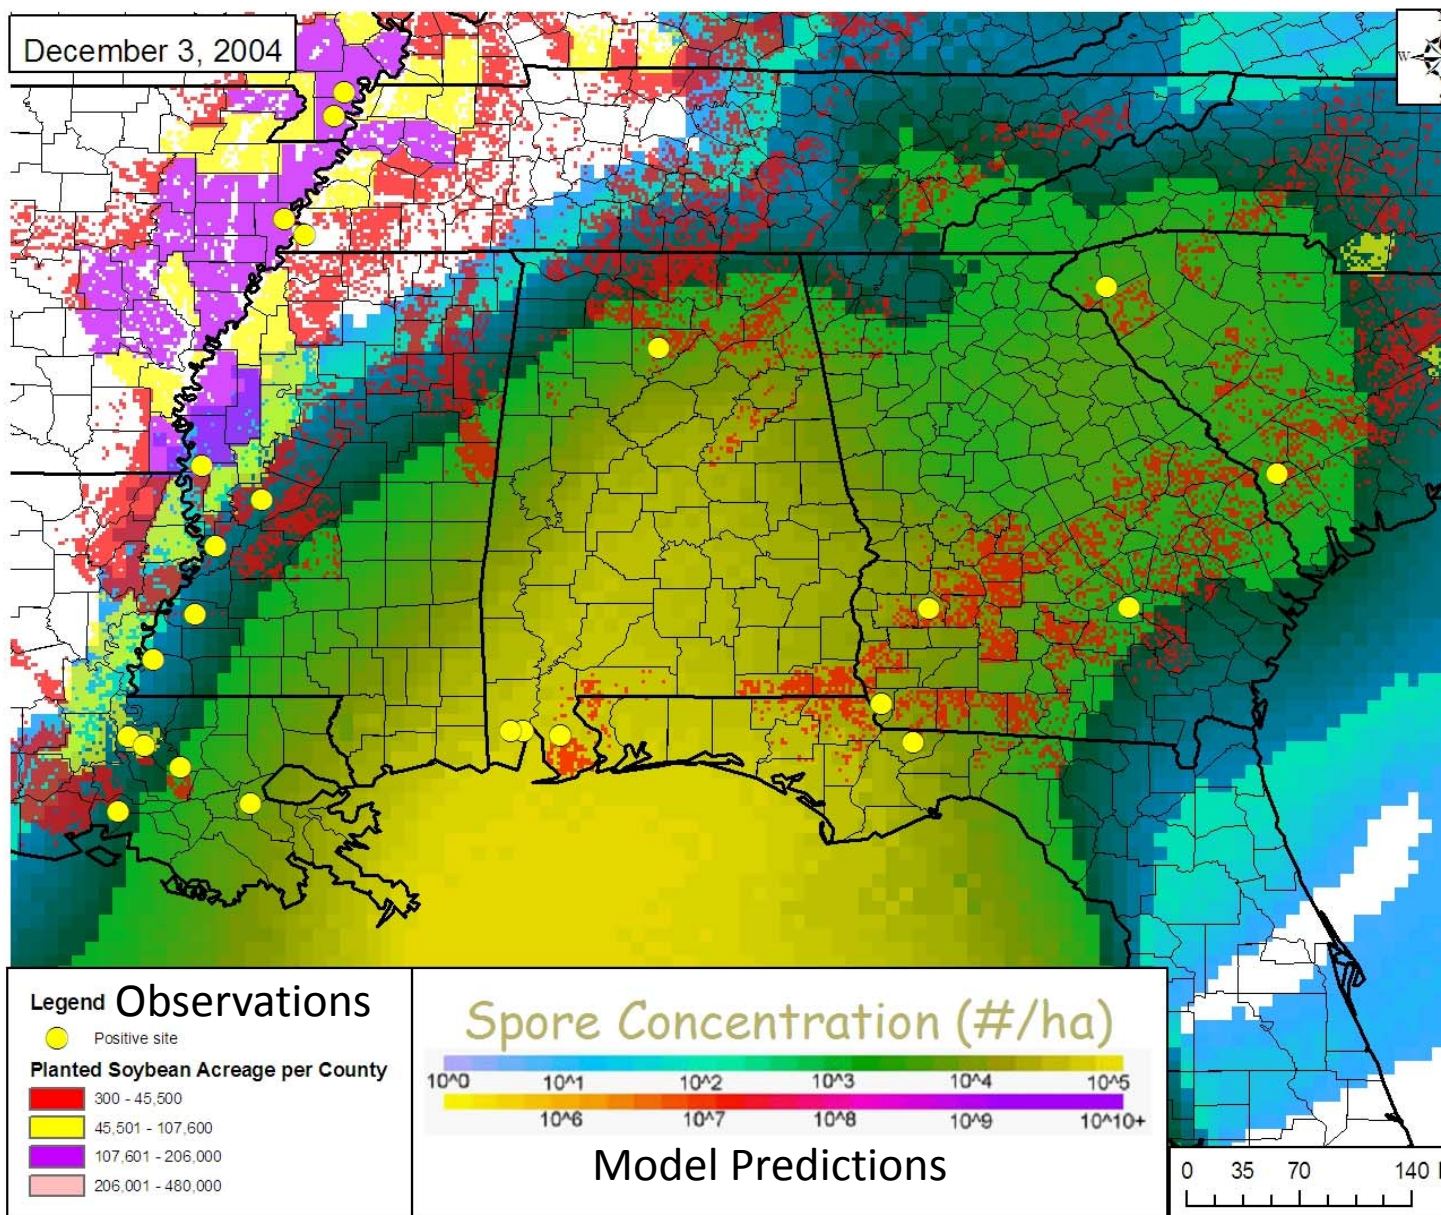 December 3, 2004
W
Legend Observations
Positive site
Planted Soybean Acreage per County
300 - 45,500
45,501 - 107,600
107,601 - 206,000
206,001 - 480,000
Spore Concentration (#/ha)
10^0 10^1 10^2 10^3 10^4 10^5
10^6 10^7 10^8 10^9 10^10+
Model Predictions
0 35 70 140